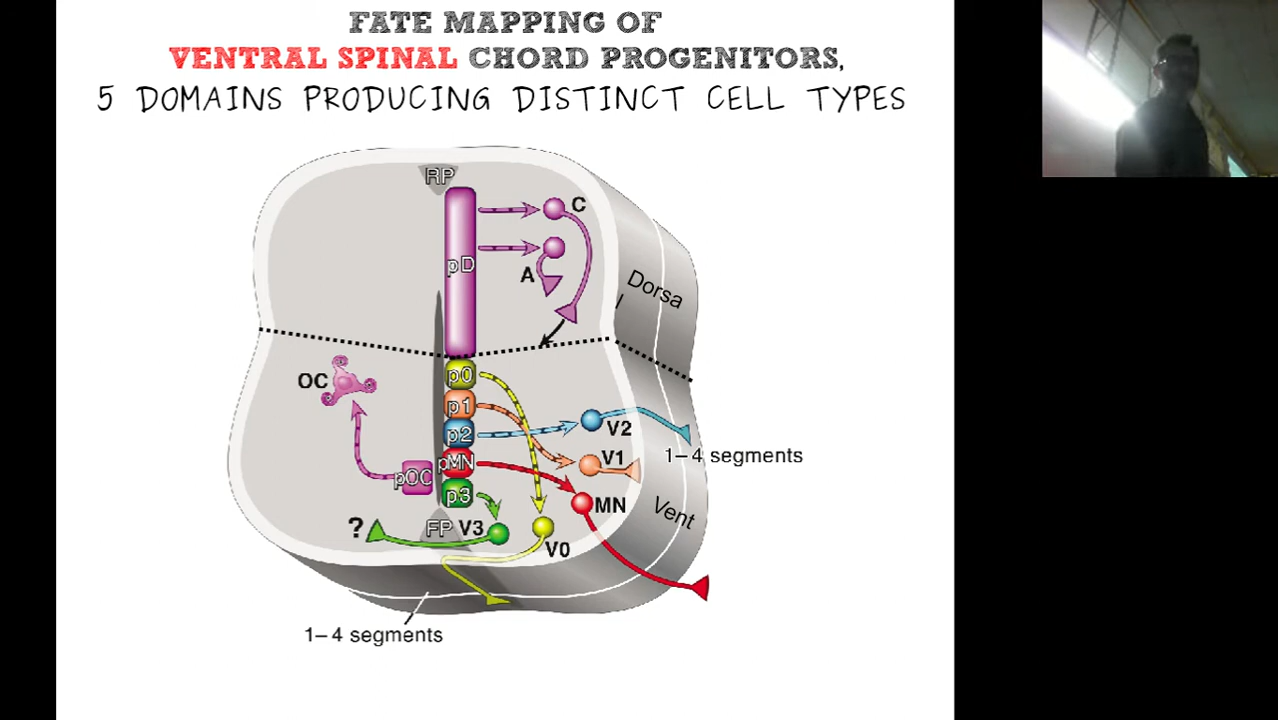 FATE MAPPING OF
VENTRAL SPINAL CHORD PROGENITORS,
5 DOMAINS PRODUCING DISTINCT CELL TYPES
RP
C
pD
A
Dorsa
l
p0
OC
p1
p2
V2
V1
1–4 segments
pMN
pOC
p3
MN
Vent
?
FP
V3
V0
1–4 segments